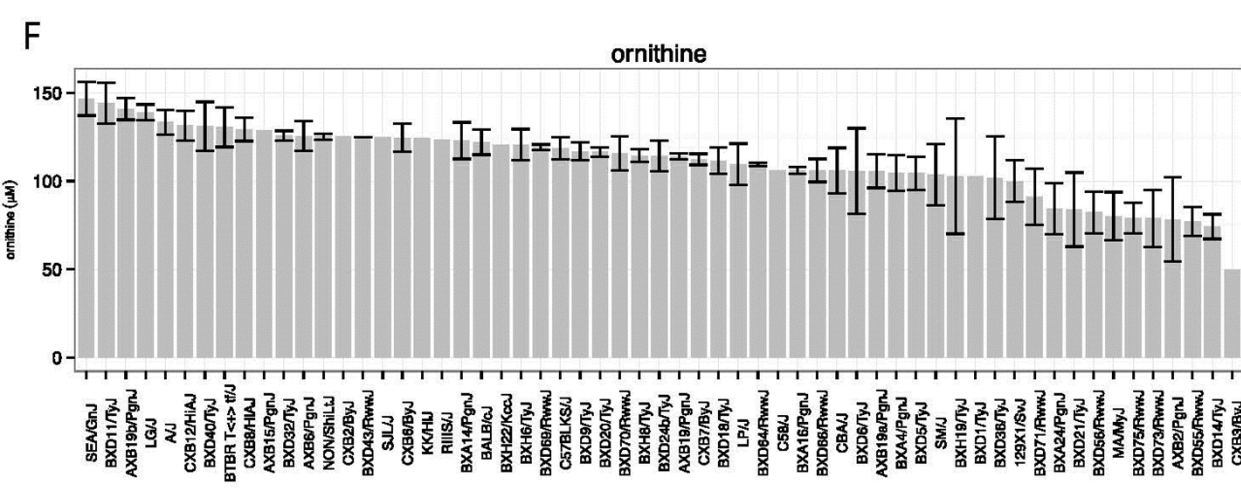 F
ornithine
ornithine (μM)
150
100
50
0
SEA/GnJ
BXD11/TyJ
AXB19b/PgnJ
LG/J
A/J
CXB12/HiAJ
BXD40/TyJ
BTBR T<+> tf/J
CXB8/HiAJ
AXB15/PgnJ
BXD32/TyJ
AXB6/PgnJ
NON/ShiLtJ
CXB2/ByJ
BXD43/RwwJ
SJL/J
CXB6/ByJ
KK/HlJ
RIIIS/J
BXA14/PgnJ
BALB/cJ
BXH22/KccJ
BXH6/TyJ
BXD69/RwwJ
C57BLKS/J
BXD9/TyJ
BXD20/TyJ
BXD70/RwwJ
BXH8/TyJ
BXD24b/TyJ
AXB19/PgnJ
CXB7/ByJ
BXD18/TyJ
LP/J
BXD64/RwwJ
C58/J
BXA16/PgnJ
BXD66/RwwJ
CBA/J
BXD6/TyJ
AXB19a/PgnJ
BXA4/PgnJ
BXD5/TyJ
SM/J
BXH19/TyJ
BXD1/TyJ
BXD38/TyJ
129X1/SvJ
BXD71/RwwJ
BXA24/PgnJ
BXD21/TyJ
BXD56/RwwJ
MA/MyJ
BXD75/RwwJ
BXD73/RwwJ
AXB2/PgnJ
BXD55/RwwJ
BXD14/TyJ
CXB3/ByJ